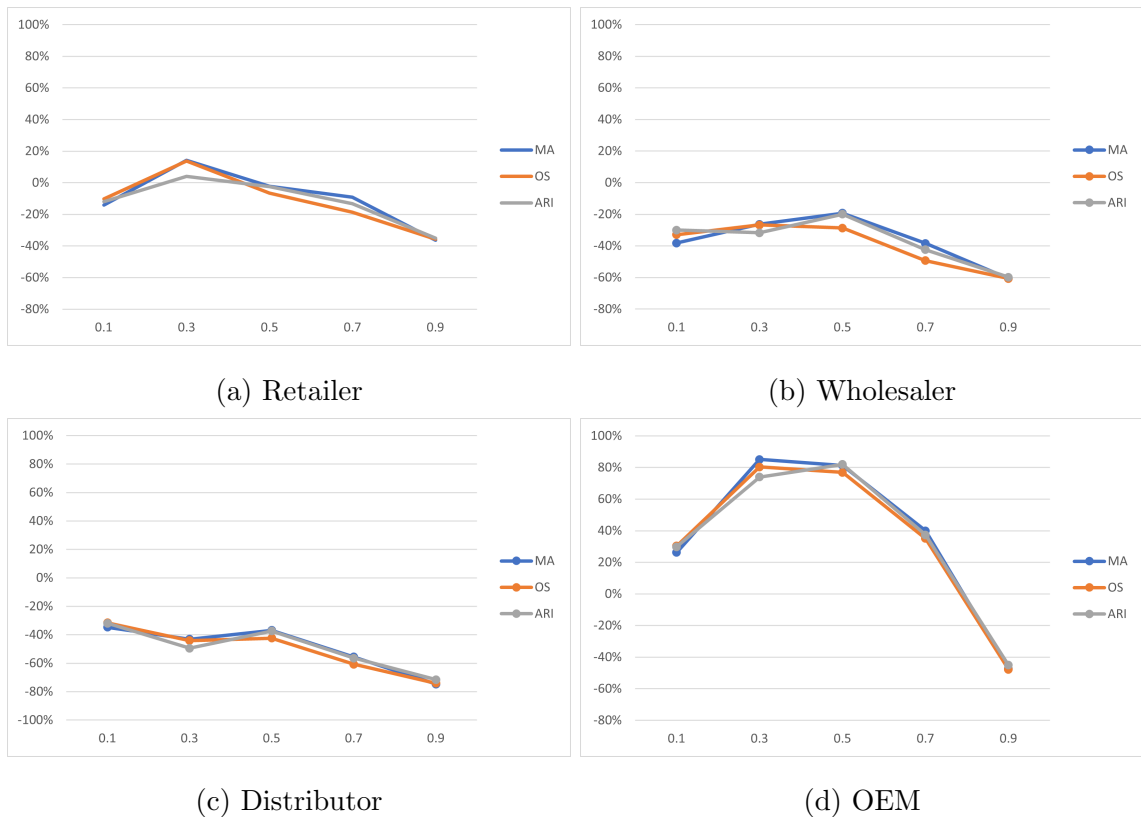 100%
80%
60%
40%
20%
0%
-20%
-40%
-60%
-80%
0.1 0.3 0.5 0.7 0.9
MA
OS
ARI
(a) Retailer
100%
80%
60%
40%
20%
0%
-20%
-40%
-60%
-80%
0.1 0.3 0.5 0.7 0.9
MA
OS
ARI
(b) Wholesaler
100%
80%
60%
40%
20%
0%
-20%
-40%
-60%
-80%
-100%
0.1 0.3 0.5 0.7 0.9
MA
OS
ARI
(c) Distributor
100%
80%
60%
40%
20%
0%
-20%
-40%
-60%
-80%
0.1 0.3 0.5 0.7 0.9
MA
OS
ARI
(d) OEM